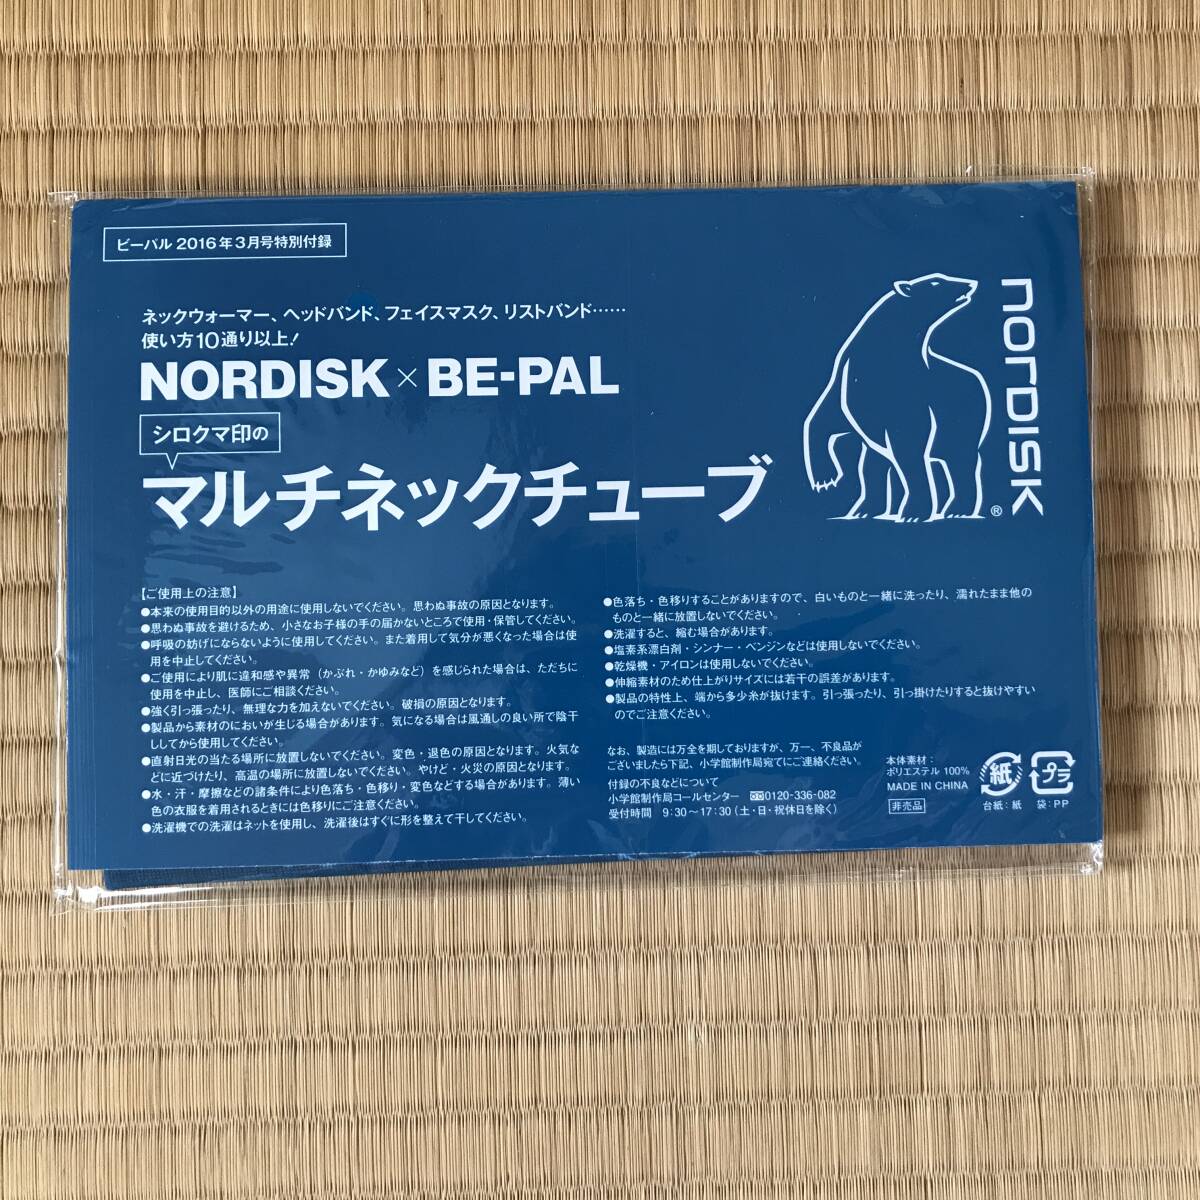 ビーパル 2016年3月号特別付録
ネックウォーマー、ヘッドバンド、フェイスマスク、リストバンド……
使い方10通り以上!
NORDISK × BE-PAL
シロクマ印の
マルチネックチューブ
NORDISK
®
【ご使用上の注意】
●本来の使用目的以外の用途に使用しないでください。思わぬ事故の原因となります。
●思わぬ事故を避けるため、小さなお子様の手の届かないところで使用・保管してください。
●呼吸の妨げにならないように使用してください。また着用して気分が悪くなった場合は使
用を中止してください。
●ご使用により肌に違和感や異常（かぶれ・かゆみなど）を感じられた場合は、ただちに
使用を中止し、医師にご相談ください。
●強く引っ張ったり、無理な力を加えないでください。破損の原因となります。
●製品から素材のにおいが生じる場合があります。気になる場合は風通しの良い所で陰干
ししてから使用してください。
●直射日光の当たる場所に放置しないでください。変色・退色の原因となります。火気な
どに近づけたり、高温の場所に放置しないでください。やけど・火災の原因となります。
●水・汗・摩擦などの諸条件により色落ち・色移り・変色などする場合があります。薄い
色の衣服を着用されるときには色移りにご注意ください。
●洗濯機での洗濯はネットを使用し、洗濯後はすぐに形を整えて干してください。
●色落ち・色移りすることがありますので、白いものと一緒に洗ったり、濡れたまま他の
ものと一緒に放置しないでください。
●洗濯すると、縮む場合があります。
●塩素系漂白剤・シンナー・ベンジンなどは使用しないでください。
●乾燥機・アイロンは使用しないでください。
●伸縮素材のため仕上がりサイズには若干の誤差があります。
●製品の特性上、端から多少糸が抜けます。引っ張ったり、引っ掛けたりすると抜けやすい
のでご注意ください。
なお、製造には万全を期しておりますが、万一、不良品が
ございましたら下記、小学館制作局宛てにご連絡ください。
付録の不良などについて
小学館制作局コールセンター 0120-336-082
受付時間 9:30〜17:30（土・日・祝休日を除く）
本体素材：
ポリエステル 100%
MADE IN CHINA
非売品
紙
台紙：紙
プラ
袋：PP